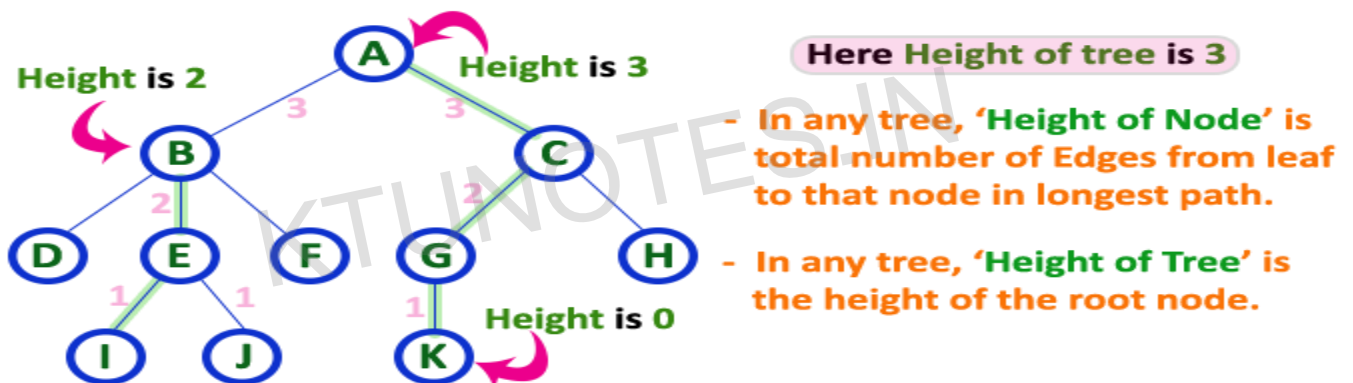 A
Height is 3
Height is 2
3
3
B
C
2
2
D
E
F
G
H
1
1
1
Height is 0
I
J
K
Here Height of tree is 3
- In any tree, ‘Height of Node’ is
total number of Edges from leaf
to that node in longest path.
- In any tree, ‘Height of Tree’ is
the height of the root node.
KTUNOTES.IN